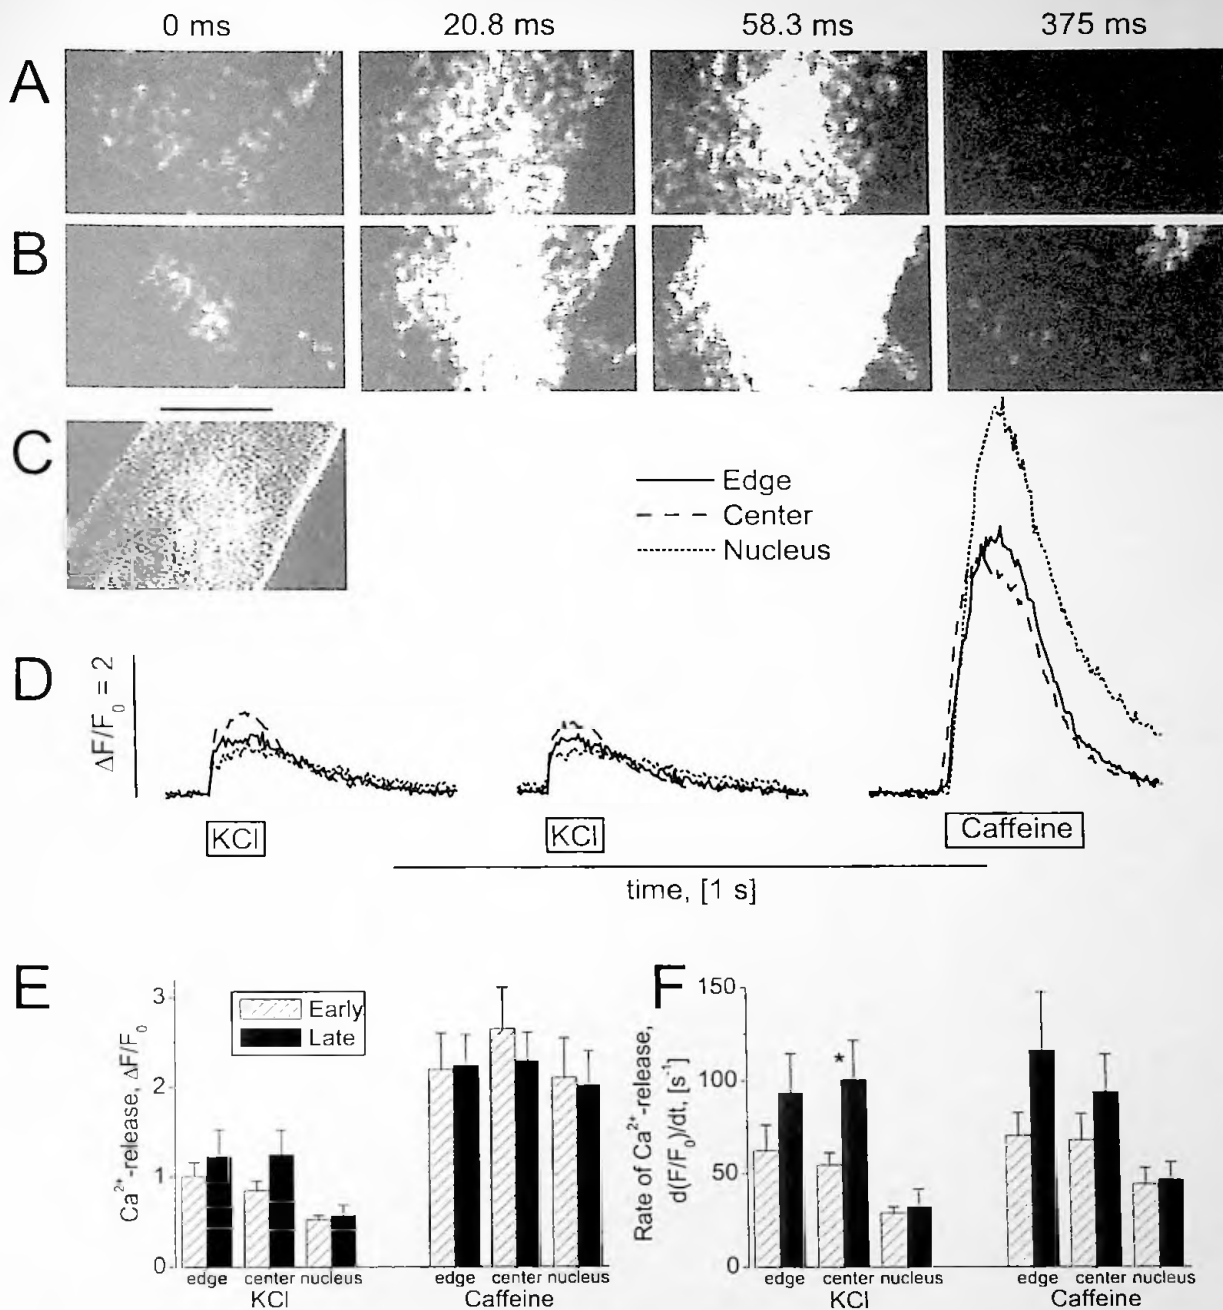 0 ms 20.8 ms 58.3 ms 375 ms
A
B
C
Edge
Center
Nucleus
D
ΔF/F₀ = 2
KCl KCl Caffeine
time, [1 s]
E
Ca²⁺-release, ΔF/F₀
3
2
1
0
Early
Late
edge center nucleus edge center nucleus
KCl Caffeine
F
Rate of Ca²⁺-release,
d(F/F₀)/dt, [s⁻¹]
150
100
50
0
*
edge center nucleus edge center nucleus
KCl Caffeine